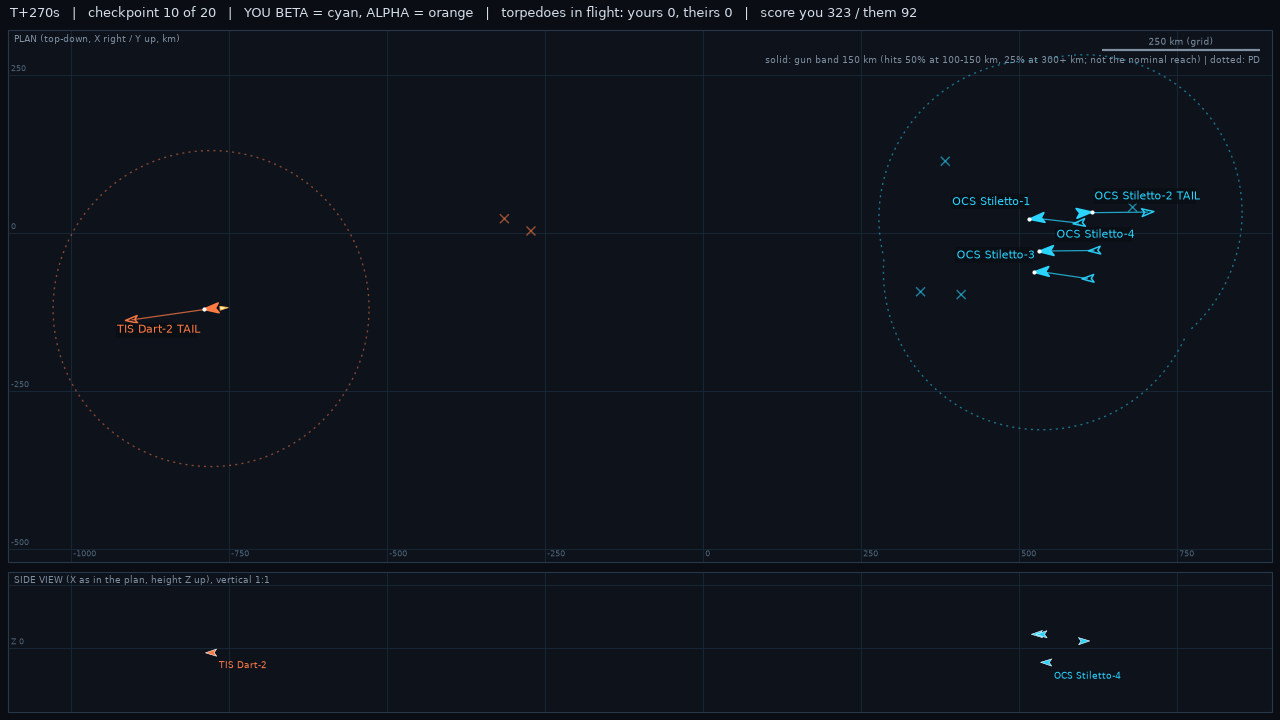 T+270s | checkpoint 10 of 20 | YOU BETA = cyan, ALPHA = orange | torpedoes in flight: yours 0, theirs 0 | score you 323 / them 92
PLAN (top-down, X right / Y up, km)
250 km (grid)
solid: gun band 150 km (hits 50% at 100-150 km, 25% at 300+ km; not the nominal reach) | dotted: PD
250
OCS Stiletto-2 TAIL
OCS Stiletto-1
0
OCS Stiletto-4
OCS Stiletto-3
TIS Dart-2 TAIL
-250
-500
-1000
-750
-500
-250
0
250
500
750
SIDE VIEW (X as in the plan, height Z up), vertical 1:1
Z 0
TIS Dart-2
OCS Stiletto-4